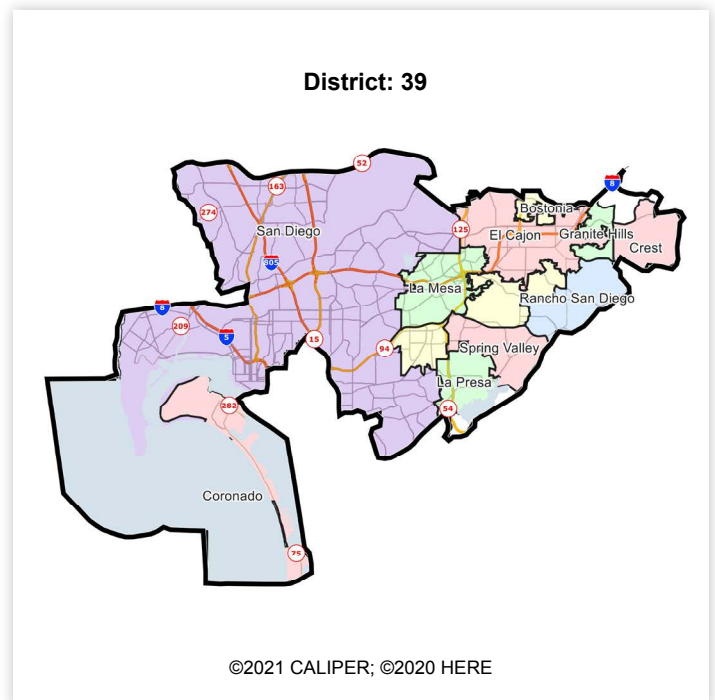 District: 39
52
8
163
125
Bostonia
274
San Diego
El Cajon
Granite Hills
Crest
805
La Mesa
Rancho San Diego
8
209
5
15
94
Spring Valley
La Presa
282
54
Coronado
75
©2021 CALIPER; ©2020 HERE